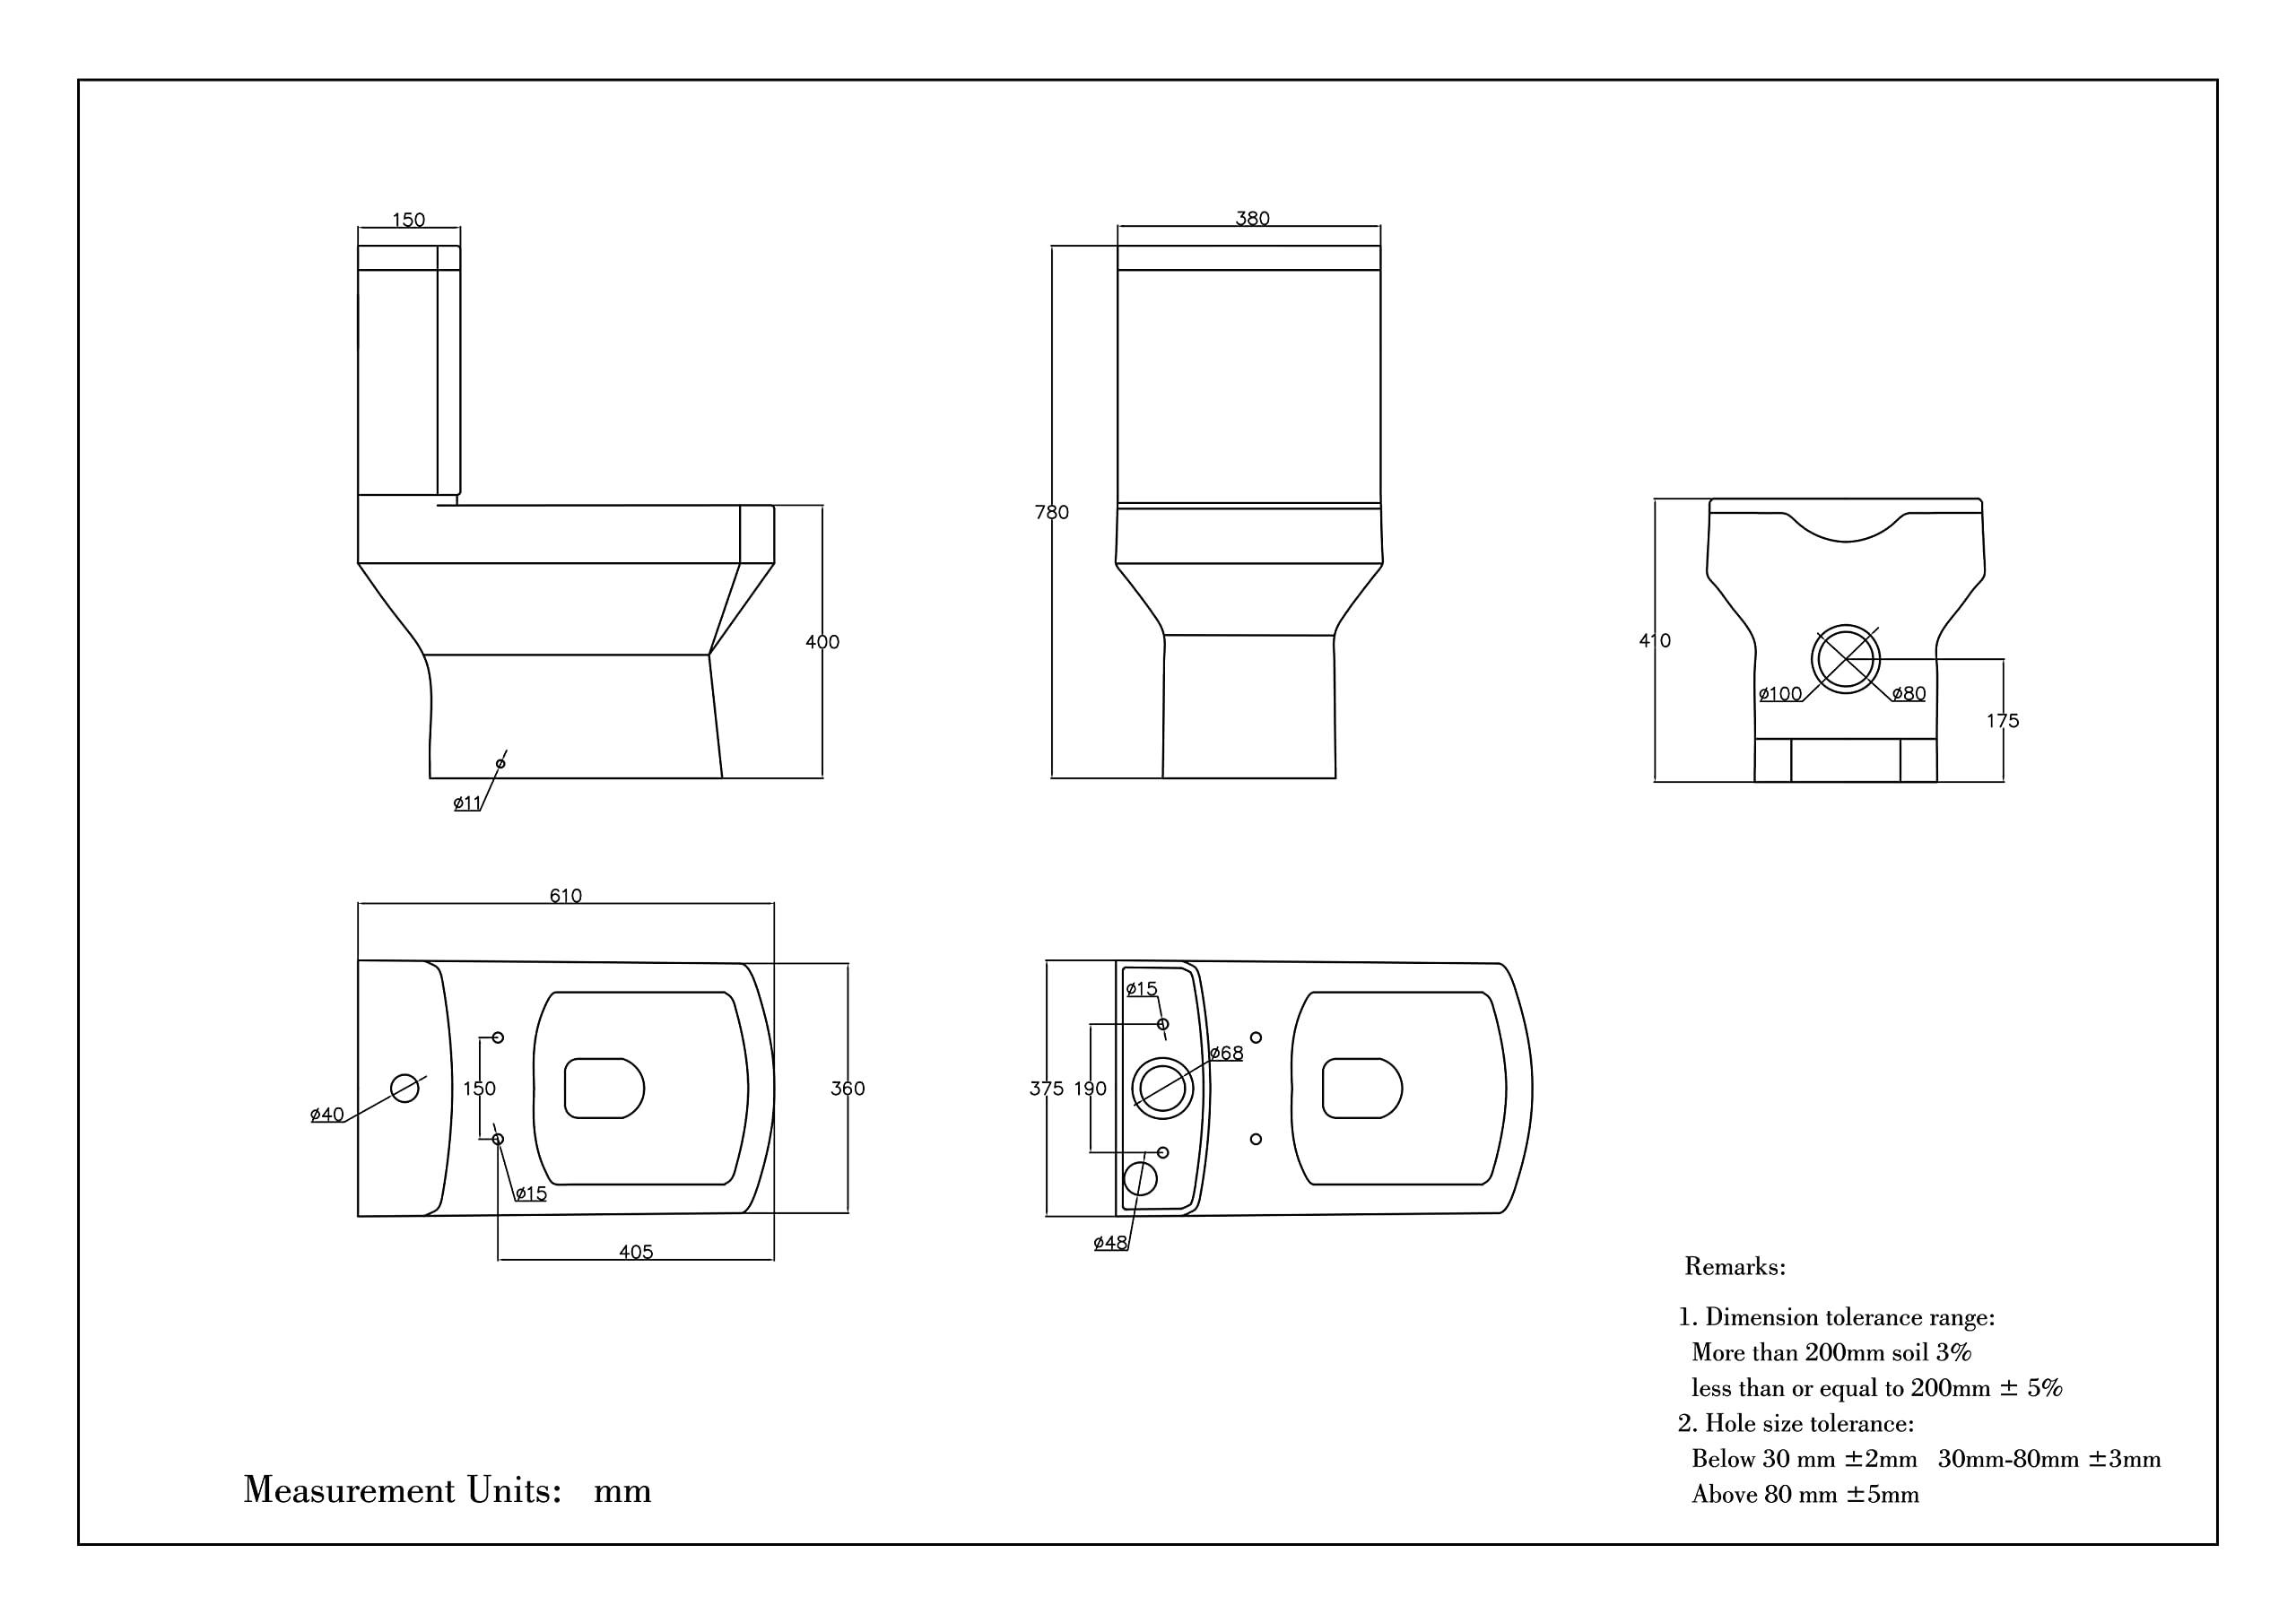 150
380
780
400
410
ø100
ø80
175
ø11
610
ø15
ø68
ø40
150
360
375
190
ø15
405
ø48
Remarks:
1. Dimension tolerance range:
More than 200mm soil 3%
less than or equal to 200mm ± 5%
2. Hole size tolerance:
Below 30 mm ±2mm 30mm-80mm ±3mm
Above 80 mm ±5mm
Measurement Units: mm